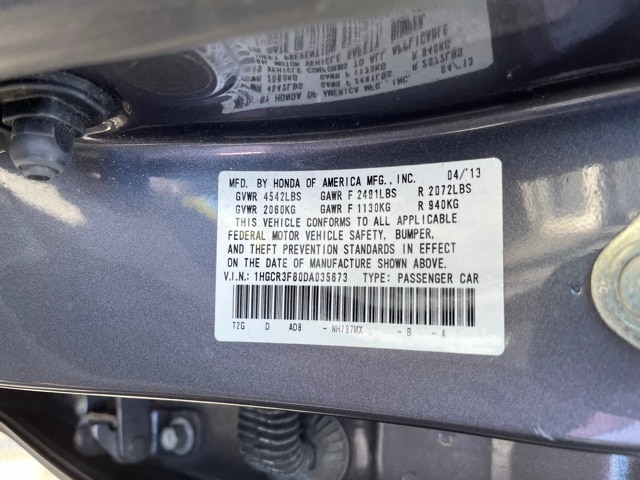 MFD. BY HONDA OF AMERICA MFG., INC. 04/'13
GVWR 4542LBS GAWR F 2491LBS R 2072LBS
GVWR 2060KG GAWR F 1130KG R 940KG
THIS VEHICLE CONFORMS TO ALL APPLICABLE
FEDERAL MOTOR VEHICLE SAFETY, BUMPER,
AND THEFT PREVENTION STANDARDS IN EFFECT
ON THE DATE OF MANUFACTURE SHOWN ABOVE.
V.I.N.: 1HGCR3F80DA035673 TYPE: PASSENGER CAR
T2G D AD8 - NH797MX - B - A